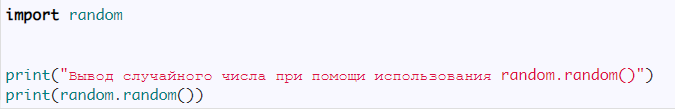 import random
print("Вывод случайного числа при помощи использования random.random()")
print(random.random())